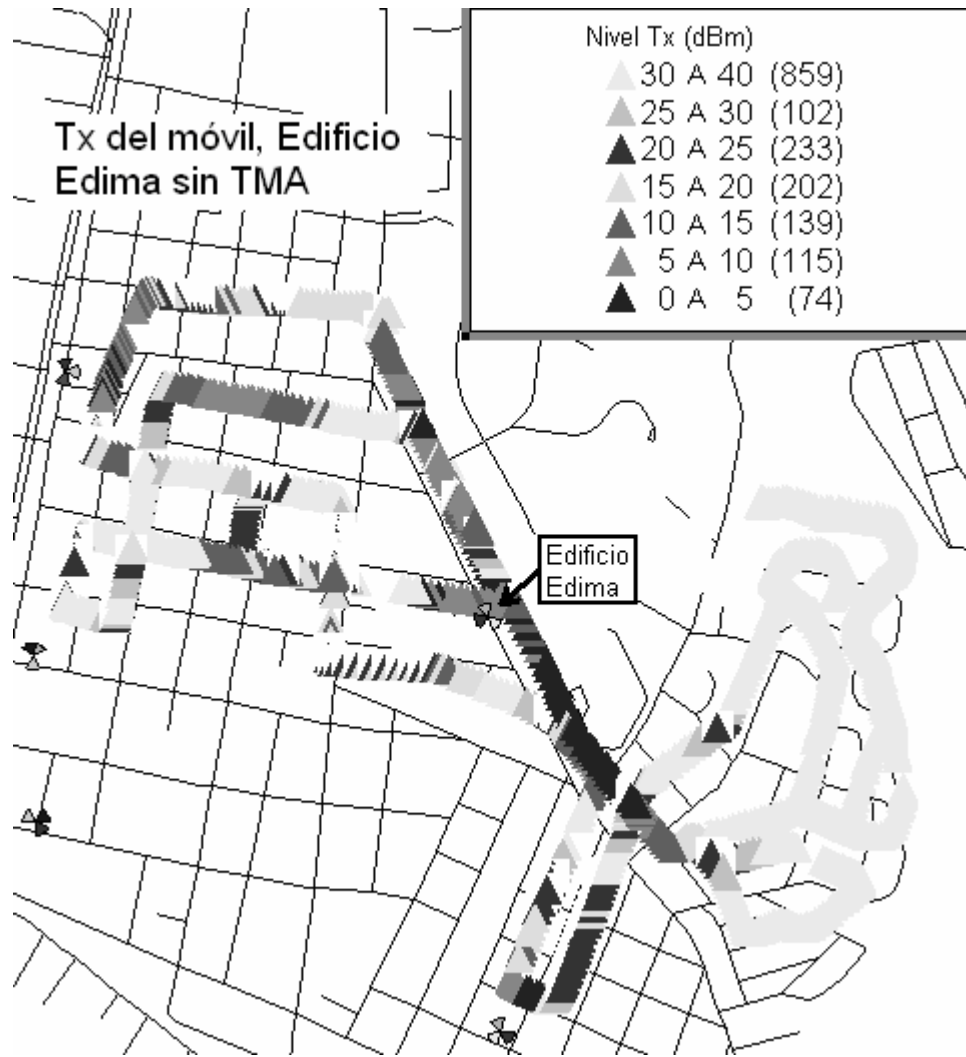 Nivel Tx (dBm)
30 A 40 (859)
25 A 30 (102)
20 A 25 (233)
15 A 20 (202)
10 A 15 (139)
5 A 10 (115)
0 A 5 (74)
Tx del móvil, Edificio
Edima sin TMA
Edificio
Edima